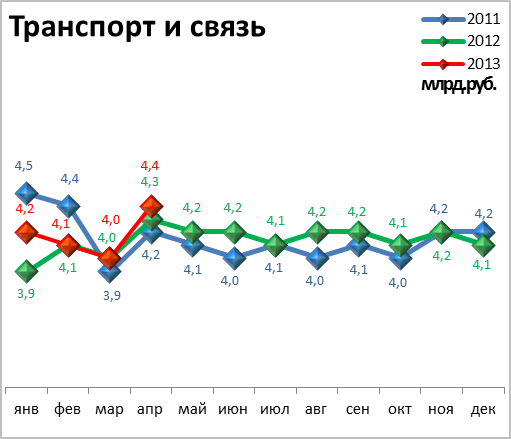 Транспорт и связь
2011
2012
2013
млрд.руб.
4,5 4,4 3,9 4,2 4,1 4,0 4,1 4,0 4,1 4,0 4,2 4,2
3,9 4,1 4,0 4,3 4,2 4,2 4,1 4,2 4,2 4,1 4,2 4,1
4,2 4,1 4,0 4,4
янв фев мар апр май июн июл авг сен окт ноя дек